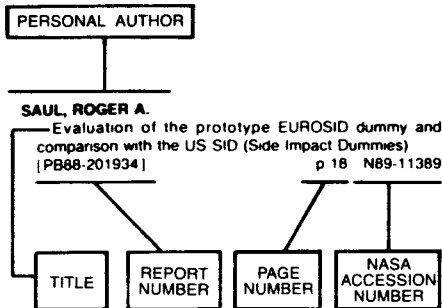 PERSONAL AUTHOR
SAUL, ROGER A.
Evaluation of the prototype EUROSID dummy and
comparison with the US SID (Side Impact Dummies)
[PB88-201934] p 18 N89-11389
TITLE
REPORT
NUMBER
PAGE
NUMBER
NASA
ACCESSION
NUMBER